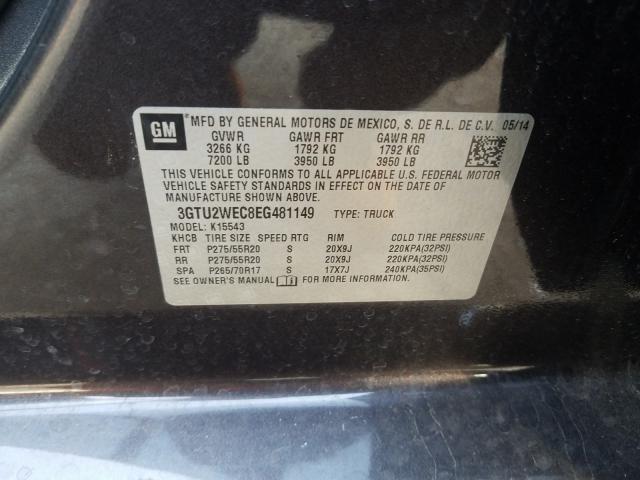 GM
MFD BY GENERAL MOTORS DE MEXICO, S. DE R.L. DE C.V. 05/14
GVWR GAWR FRT GAWR RR
3266 KG 1792 KG 1792 KG
7200 LB 3950 LB 3950 LB
THIS VEHICLE CONFORMS TO ALL APPLICABLE U.S. FEDERAL MOTOR
VEHICLE SAFETY STANDARDS IN EFFECT ON THE DATE OF
MANUFACTURE SHOWN ABOVE.
3GTU2WEC8EG481149 TYPE: TRUCK
MODEL: K15543
KHCB TIRE SIZE SPEED RTG RIM COLD TIRE PRESSURE
FRT P275/55R20 S 20X9J 220KPA(32PSI)
RR P275/55R20 S 20X9J 220KPA(32PSI)
SPA P265/70R17 S 17X7J 240KPA(35PSI)
SEE OWNER'S MANUAL FOR MORE INFORMATION.